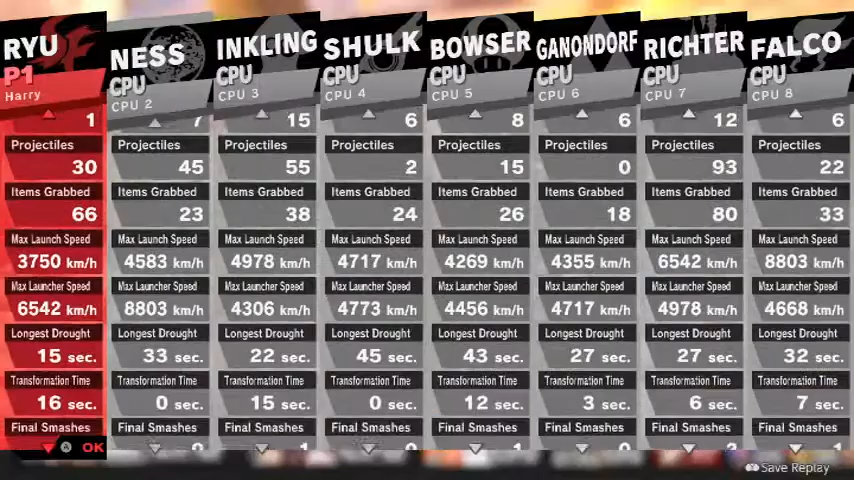 RYU NESS INKLING SHULK BOWSER GANONDORF RICHTER FALCO
P1 CPU CPU CPU CPU CPU CPU CPU
Harry CPU 2 CPU 3 CPU 4 CPU 5 CPU 6 CPU 7 CPU 8
1 7 15 6 8 6 12 6
Projectiles Projectiles Projectiles Projectiles Projectiles Projectiles Projectiles Projectiles
30 45 55 2 15 0 93 22
Items Grabbed Items Grabbed Items Grabbed Items Grabbed Items Grabbed Items Grabbed Items Grabbed Items Grabbed
66 23 38 24 26 18 80 33
Max Launch Speed Max Launch Speed Max Launch Speed Max Launch Speed Max Launch Speed Max Launch Speed Max Launch Speed Max Launch Speed
3750 km/h 4583 km/h 4978 km/h 4717 km/h 4269 km/h 4355 km/h 6542 km/h 8803 km/h
Max Launcher Speed Max Launcher Speed Max Launcher Speed Max Launcher Speed Max Launcher Speed Max Launcher Speed Max Launcher Speed Max Launcher Speed
6542 km/h 8803 km/h 4306 km/h 4773 km/h 4456 km/h 4717 km/h 4978 km/h 4668 km/h
Longest Drought Longest Drought Longest Drought Longest Drought Longest Drought Longest Drought Longest Drought Longest Drought
15 sec. 33 sec. 22 sec. 45 sec. 43 sec. 27 sec. 27 sec. 32 sec.
Transformation Time Transformation Time Transformation Time Transformation Time Transformation Time Transformation Time Transformation Time Transformation Time
16 sec. 0 sec. 15 sec. 0 sec. 12 sec. 3 sec. 6 sec. 7 sec.
Final Smashes Final Smashes Final Smashes Final Smashes Final Smashes Final Smashes Final Smashes Final Smashes
A OK
Save Replay